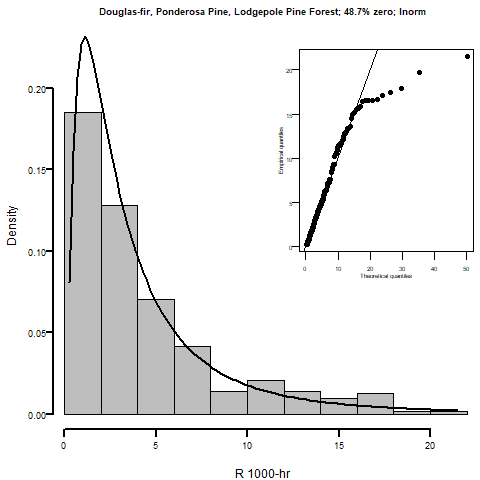 Douglas-fir, Ponderosa Pine, Lodgepole Pine Forest; 48.7% zero; lnorm
Density
0.20
0.15
0.10
0.05
0.00
0 5 10 15 20
R 1000-hr
Empirical quantiles
20
15
10
5
0
0 10 20 30 40 50
Theoretical quantiles